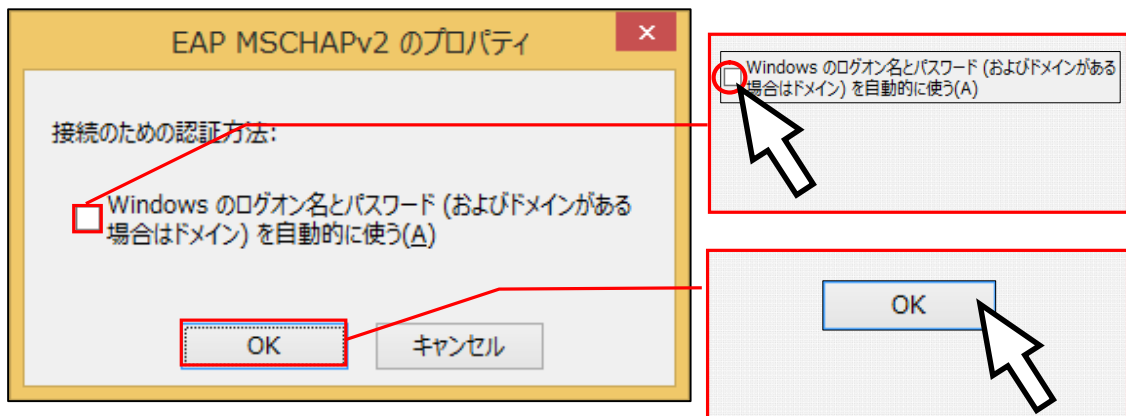 EAP MSCHAPv2 のプロパティ
×
接続のための認証方法:
Windows のログオン名とパスワード (およびドメインがある
場合はドメイン) を自動的に使う(A)
OK
キャンセル
Windows のログオン名とパスワード (およびドメインがある
場合はドメイン) を自動的に使う(A)
OK